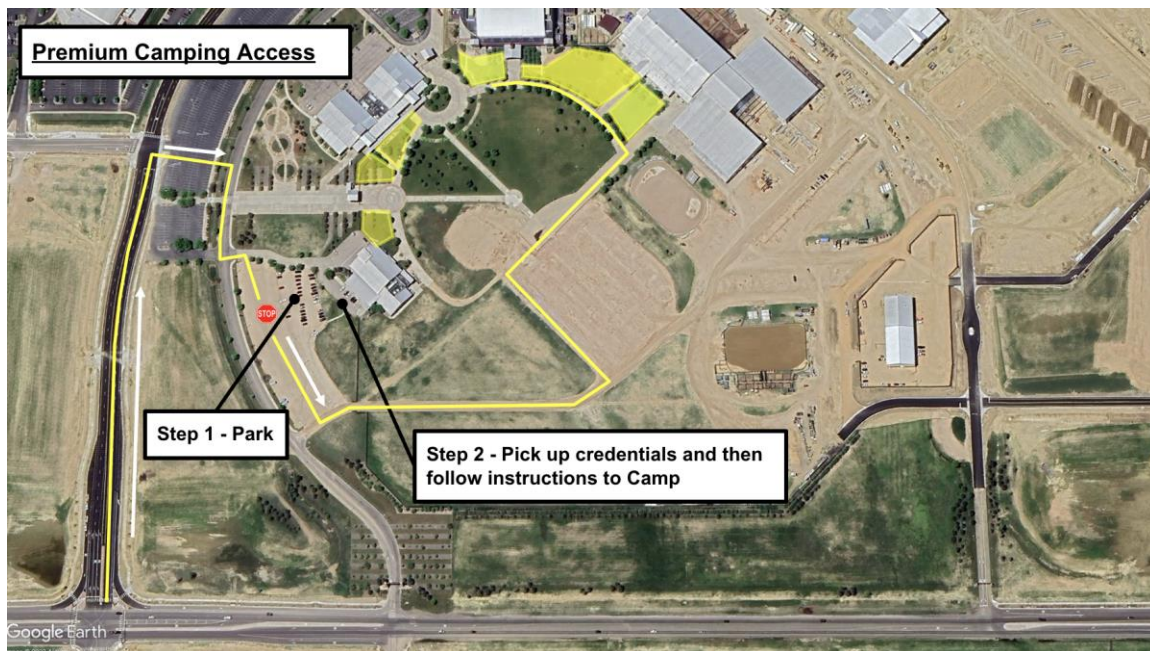 Premium Camping Access
STOP
Step 1 - Park
Step 2 - Pick up credentials and then
follow instructions to Camp
Google Earth